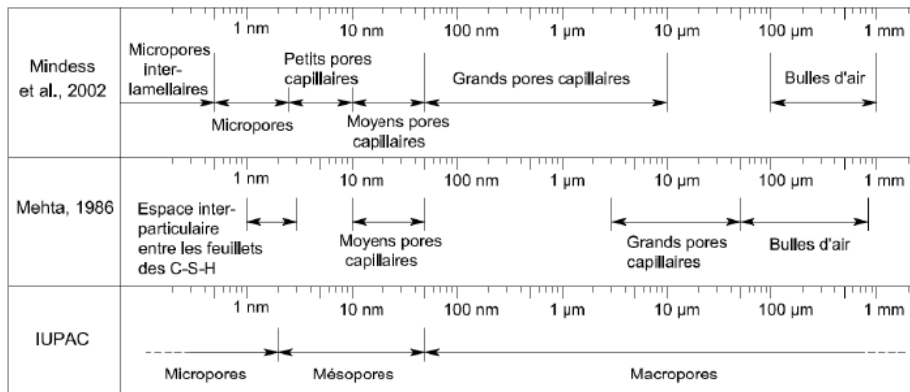 1 nm 10 nm 100 nm 1 µm 10 µm 100 µm 1 mm
Mindess
et al., 2002
Micropores
inter-
lamellaires
Petits pores
capillaires
Grands pores capillaires
Bulles d'air
Micropores
Moyens pores
capillaires
1 nm 10 nm 100 nm 1 µm 10 µm 100 µm 1 mm
Mehta, 1986
Espace inter-
particulaire
entre les feuillets
des C-S-H
Moyens pores
capillaires
Grands pores
capillaires
Bulles d'air
1 nm 10 nm 100 nm 1 µm 10 µm 100 µm 1 mm
IUPAC
Micropores Mésopores Macropores